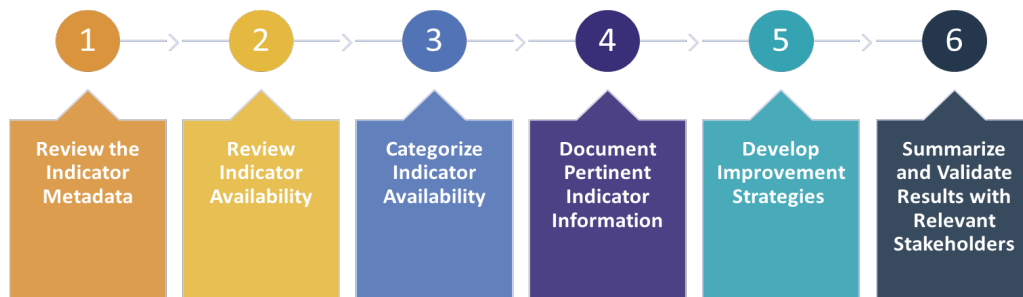 1
2
3
4
5
6
Review the
Indicator
Metadata
Review
Indicator
Availability
Categorize
Indicator
Availability
Document
Pertinent
Indicator
Information
Develop
Improvement
Strategies
Summarize
and Validate
Results with
Relevant
Stakeholders